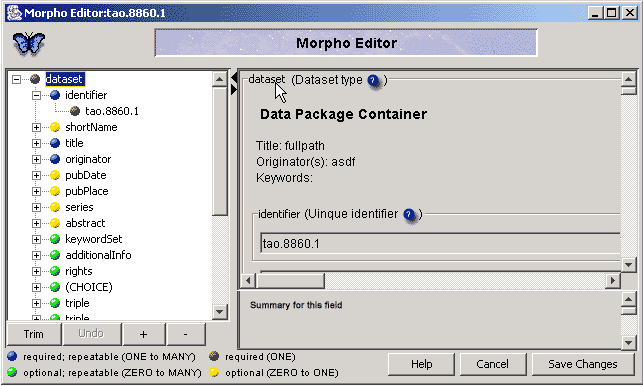 Morpho Editor:tao.8860.1
Morpho Editor
dataset
identifier
tao.8860.1
shortName
title
originator
pubDate
pubPlace
series
abstract
keywordSet
additionalInfo
rights
(CHOICE)
triple
triple
Trim
Undo
+
-
dataset (Dataset type ?)
Data Package Container
Title: fullpath
Originator(s): asdf
Keywords:
identifier (Uinque identifier ?)
tao.8860.1
Summary for this field
required; repeatable (ONE to MANY)
required (ONE)
optional; repeatable (ZERO to MANY)
optional (ZERO to ONE)
Help
Cancel
Save Changes